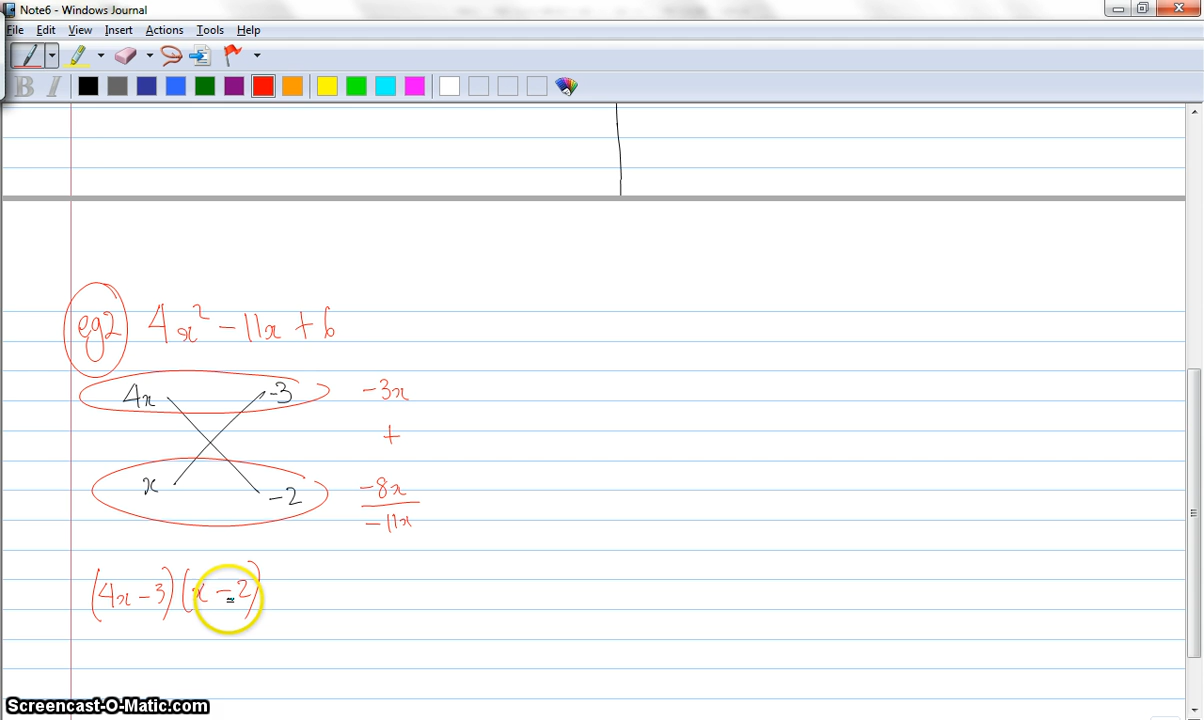 Note6 - Windows Journal
File Edit View Insert Actions Tools Help
B I
eg2 4x² - 11x + 6
4x -3 -3x
+
x -2 -8x
-11x
(4x - 3)(x - 2)
Screencast-O-Matic.com